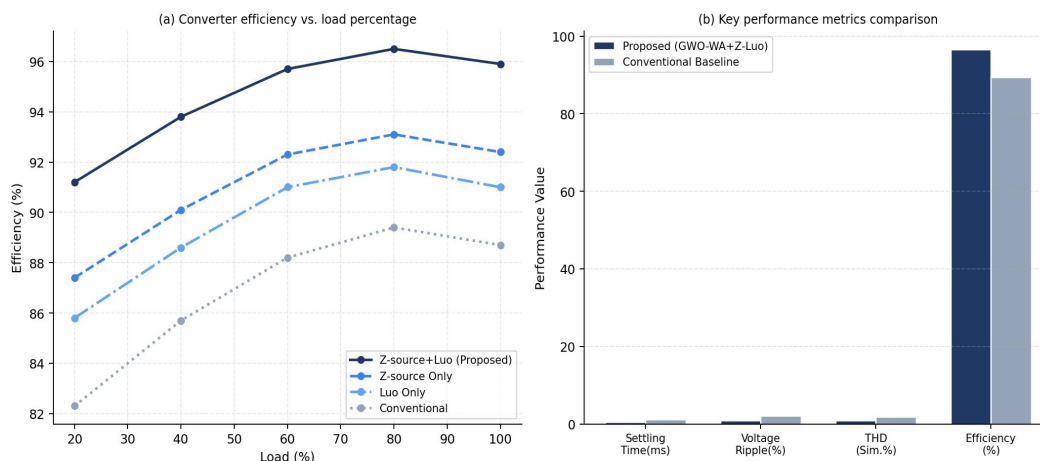 (a) Converter efficiency vs. load percentage
Efficiency (%)
96
94
92
90
88
86
84
82
20 30 40 50 60 70 80 90 100
Load (%)
Z-source+Luo (Proposed)
Z-source Only
Luo Only
Conventional
(b) Key performance metrics comparison
Performance Value
100
80
60
40
20
0
Proposed (GWO-WA+Z-Luo)
Conventional Baseline
Settling
Time(ms)
Voltage
Ripple(%)
THD
(Sim.%)
Efficiency
(%)